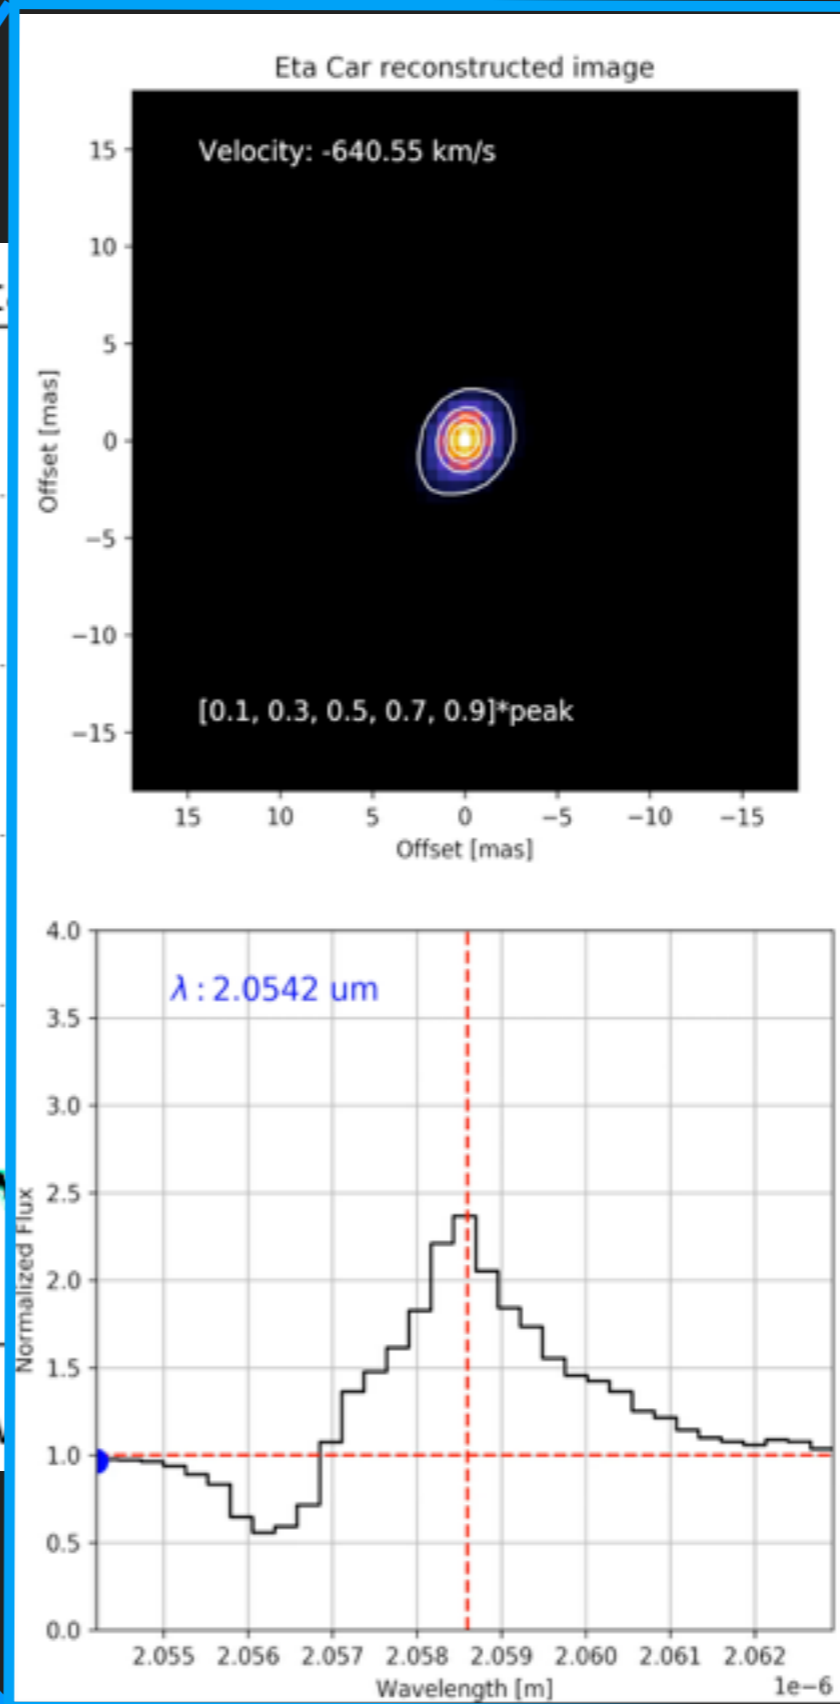 Eta Car reconstructed image
Velocity: -640.55 km/s
15
10
5
0
−5
−10
−15
Offset [mas]
[0.1, 0.3, 0.5, 0.7, 0.9]*peak
15 10 5 0 −5 −10 −15
Offset [mas]
λ : 2.0542 um
4.0
3.5
3.0
2.5
2.0
1.5
1.0
0.5
0.0
Normalized Flux
2.055 2.056 2.057 2.058 2.059 2.060 2.061 2.062
1e−6
Wavelength [m]